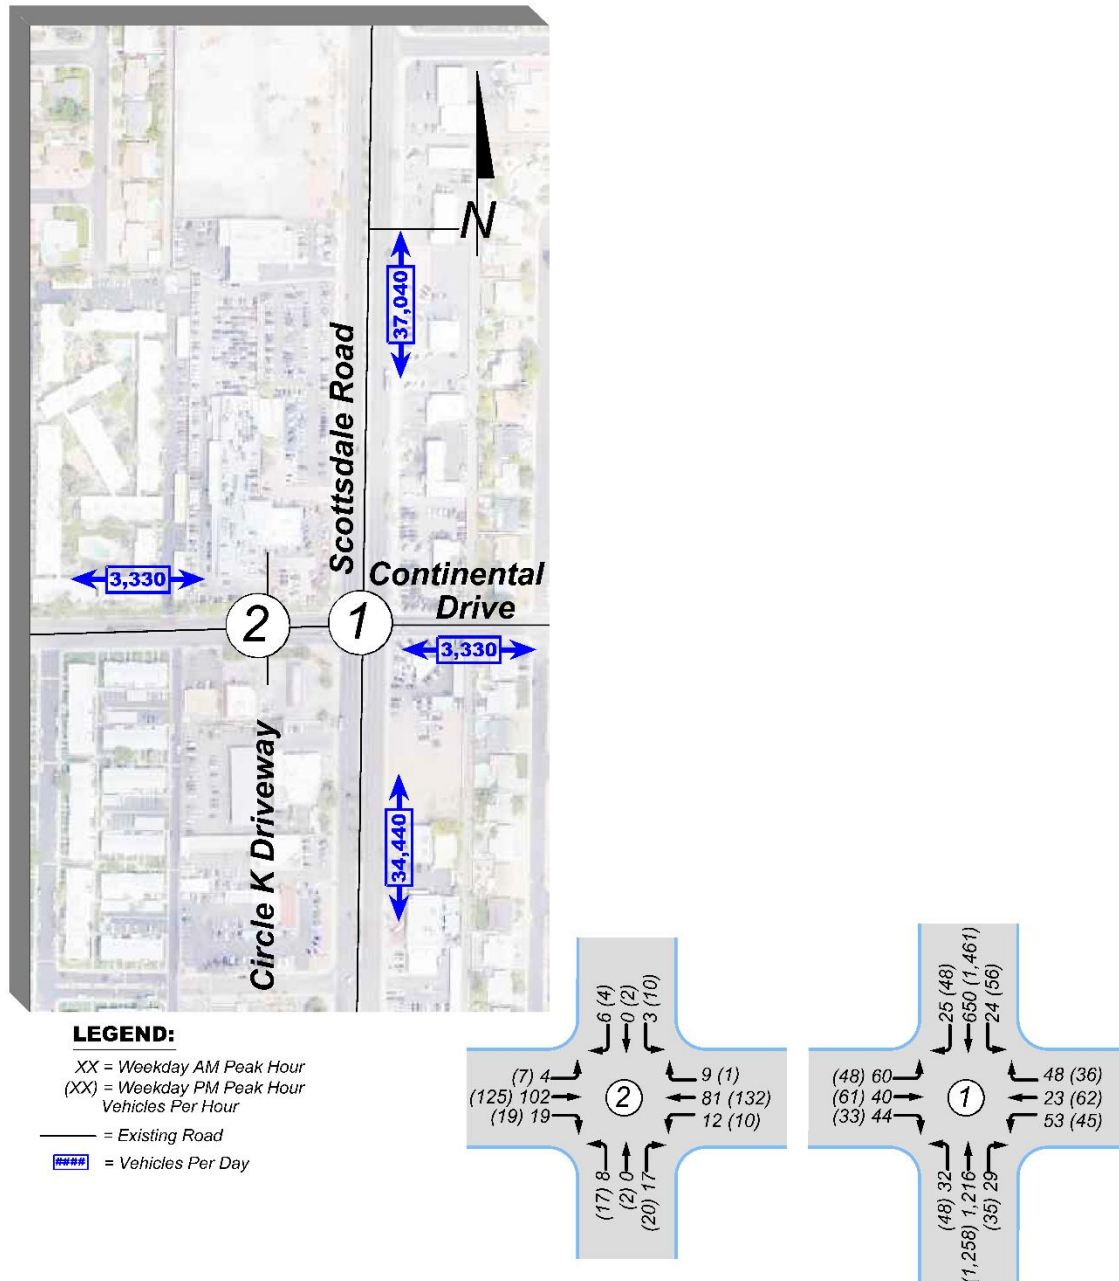 N
37,040
Scottsdale Road
Continental
Drive
3,330
2
1
3,330
Circle K Driveway
34,440
LEGEND:
XX = Weekday AM Peak Hour
(XX) = Weekday PM Peak Hour
Vehicles Per Hour
= Existing Road
#### = Vehicles Per Day
6 (4)
0 (2)
3 (10)
(7) 4
(125) 102
(19) 19
2
9 (1)
81 (132)
12 (10)
(17) 8
(2) 0
(20) 17
25 (48)
650 (1,461)
24 (56)
(48) 60
(61) 40
(33) 44
1
48 (36)
23 (62)
53 (45)
(48) 32
(1,258) 1,216
(35) 29